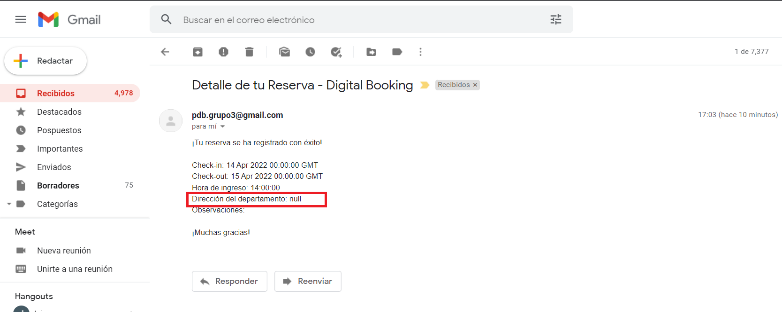 Gmail
Buscar en el correo electrónico
Redactar
1 de 7,377
Recibidos 4,978
Destacados
Pospuestos
Importantes
Enviados
Borradores 75
Categorías
Meet
Nueva reunión
Unirte a una reunión
Hangouts
Detalle de tu Reserva - Digital Booking Recibidos ×
pdb.grupo3@gmail.com 17:03 (hace 10 minutos)
para mí
¡Tu reserva se ha registrado con éxito!
Check-in: 14 Apr 2022 00:00:00 GMT
Check-out: 15 Apr 2022 00:00:00 GMT
Hora de ingreso: 14:00:00
Dirección del departamento: null
Observaciones:
¡Muchas gracias!
Responder
Reenviar